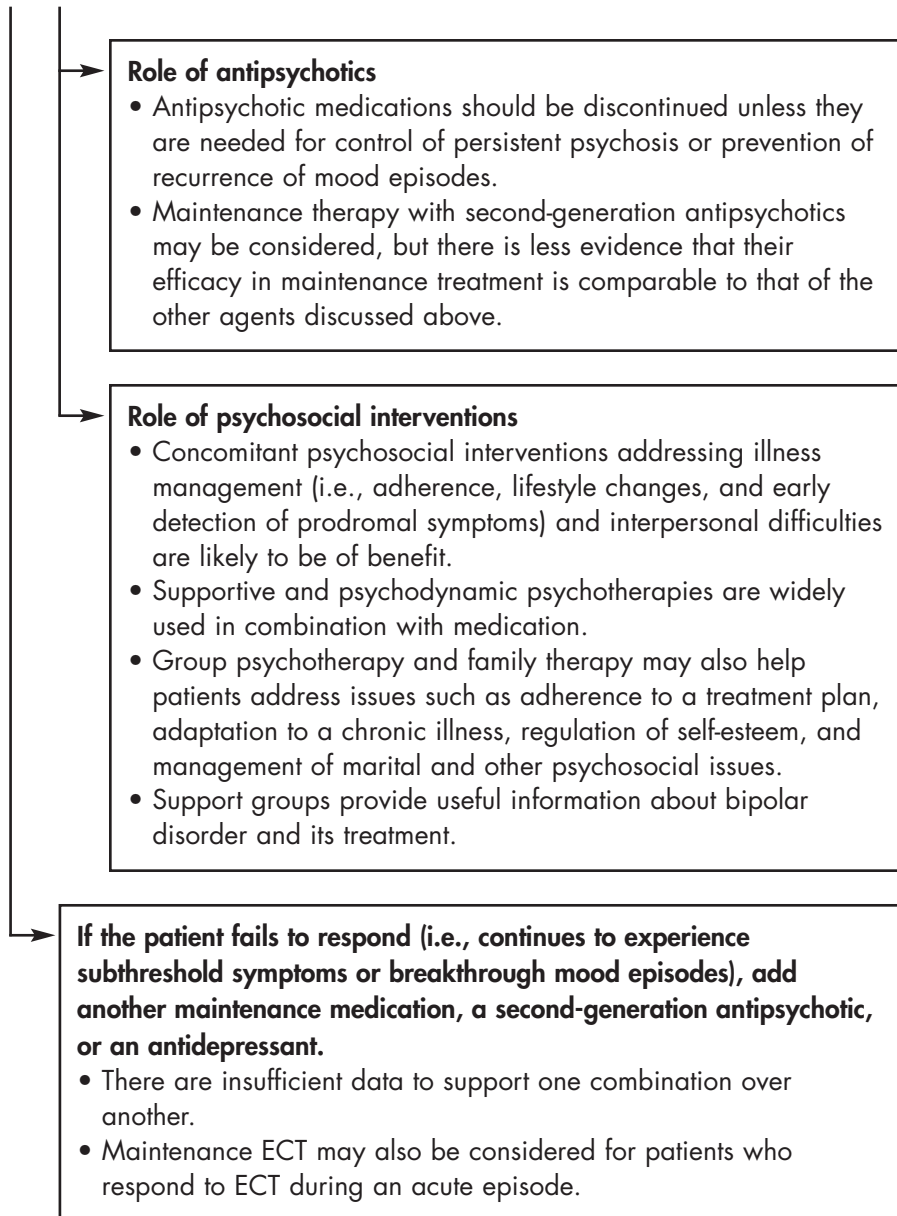 Role of antipsychotics
• Antipsychotic medications should be discontinued unless they
are needed for control of persistent psychosis or prevention of
recurrence of mood episodes.
• Maintenance therapy with second-generation antipsychotics
may be considered, but there is less evidence that their
efficacy in maintenance treatment is comparable to that of the
other agents discussed above.
Role of psychosocial interventions
• Concomitant psychosocial interventions addressing illness
management (i.e., adherence, lifestyle changes, and early
detection of prodromal symptoms) and interpersonal difficulties
are likely to be of benefit.
• Supportive and psychodynamic psychotherapies are widely
used in combination with medication.
• Group psychotherapy and family therapy may also help
patients address issues such as adherence to a treatment plan,
adaptation to a chronic illness, regulation of self-esteem, and
management of marital and other psychosocial issues.
• Support groups provide useful information about bipolar
disorder and its treatment.
If the patient fails to respond (i.e., continues to experience
subthreshold symptoms or breakthrough mood episodes), add
another maintenance medication, a second-generation antipsychotic,
or an antidepressant.
• There are insufficient data to support one combination over
another.
• Maintenance ECT may also be considered for patients who
respond to ECT during an acute episode.